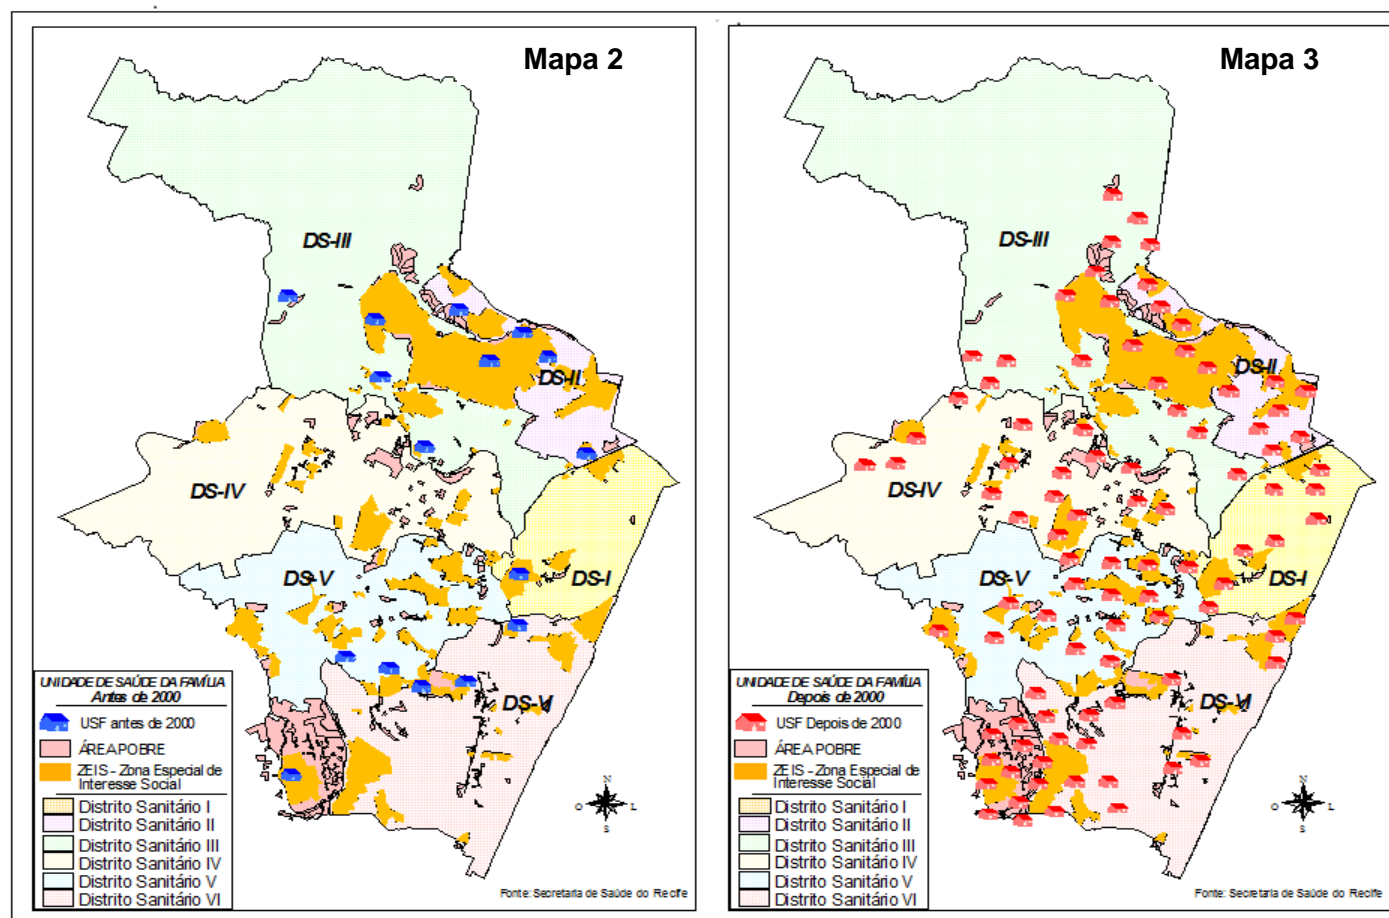 Mapa 2
DS-III
DS-II
DS-IV
DS-V
DS-I
DS-VI
UNIDADE DE SAÚDE DA FAMÍLIA
Antes de 2000
USF antes de 2000
ÁREA POBRE
ZEIS - Zona Especial de
Interesse Social
Distrito Sanitário I
Distrito Sanitário II
Distrito Sanitário III
Distrito Sanitário IV
Distrito Sanitário V
Distrito Sanitário VI
N
O L
S
Fonte: Secretaria de Saúde do Recife
Mapa 3
DS-III
DS-II
DS-IV
DS-V
DS-I
DS-VI
UNIDADE DE SAÚDE DA FAMÍLIA
Depois de 2000
USF Depois de 2000
ÁREA POBRE
ZEIS - Zona Especial de
Interesse Social
Distrito Sanitário I
Distrito Sanitário II
Distrito Sanitário III
Distrito Sanitário IV
Distrito Sanitário V
Distrito Sanitário VI
N
O L
S
Fonte: Secretaria de Saúde do Recife